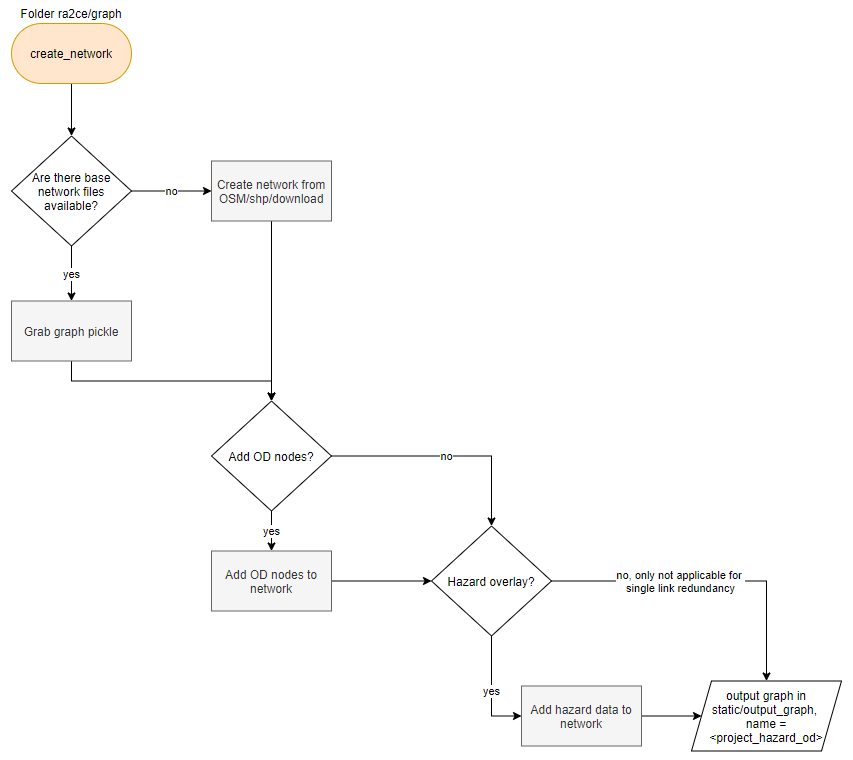 Folder ra2ce/graph
create_network
Are there base
network files
available?
no
Create network from
OSM/shp/download
yes
Grab graph pickle
Add OD nodes?
no
yes
Add OD nodes to
network
Hazard overlay?
no, only not applicable for
single link redundancy
yes
Add hazard data to
network
output graph in
static/output_graph,
name =
<project_hazard_od>